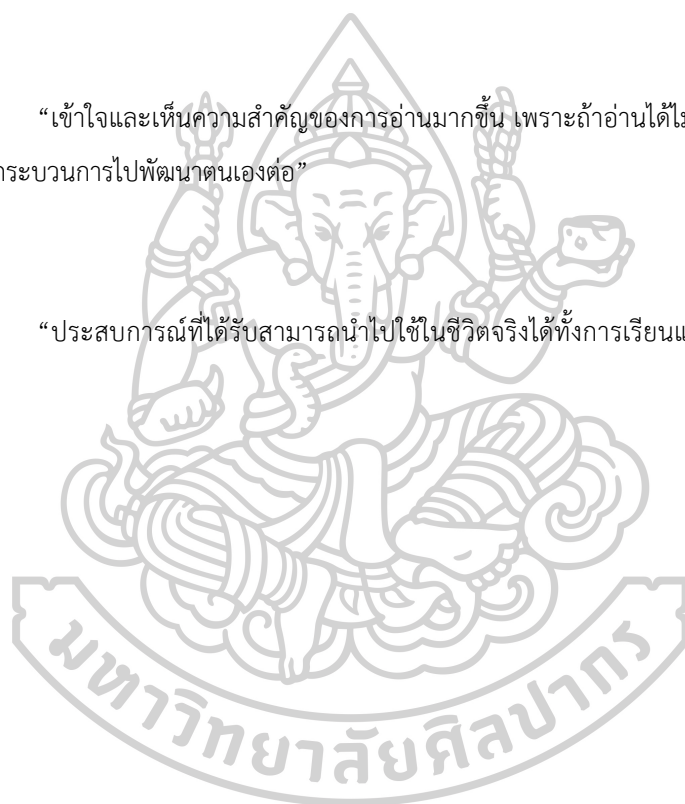 “เข้าใจและเห็นความสำคัญของการอ่านมากขึ้น เพราะถ้าอ่านได้ไม
ระบวนการไปพัฒนาตนเองต่อ”
“ประสบการณ์ที่ได้รับสามารถนำไปใช้ในชีวิตจริงได้ทั้งการเรียนแ
มหาวิทยาลัยศิลปากร